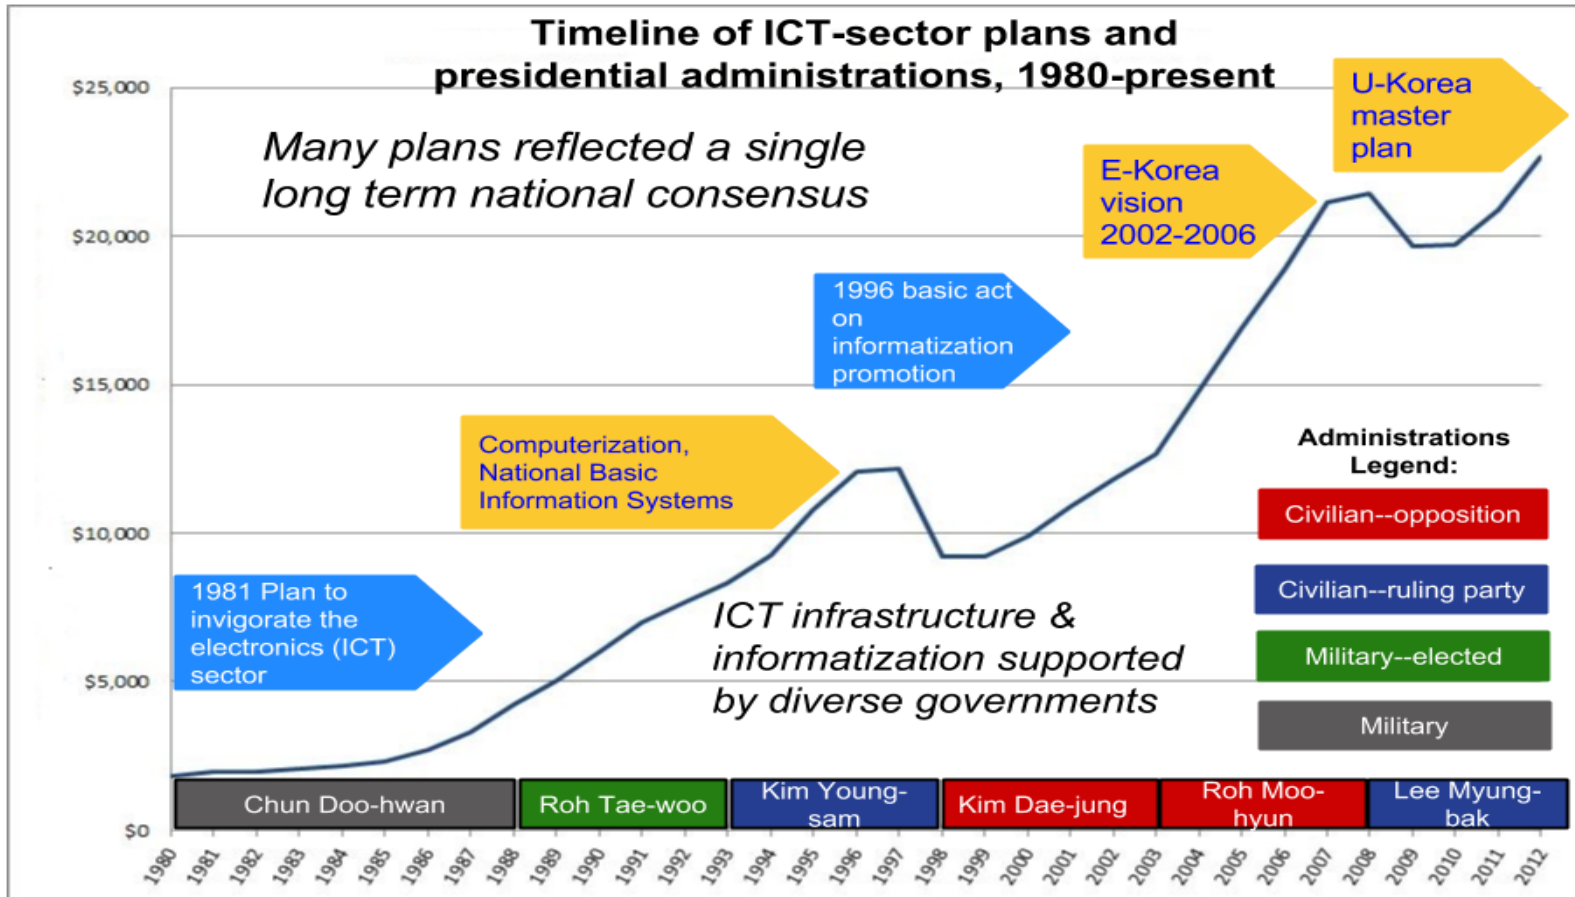 Timeline of ICT-sector plans and
presidential administrations, 1980-present
$25,000
$20,000
$15,000
$10,000
$5,000
$0
Many plans reflected a single
long term national consensus
U-Korea
master
plan
E-Korea
vision
2002-2006
1996 basic act
on
informatization
promotion
Computerization,
National Basic
Information Systems
1981 Plan to
invigorate the
electronics (ICT)
sector
ICT infrastructure &
informatization supported
by diverse governments
Administrations
Legend:
Civilian--opposition
Civilian--ruling party
Military--elected
Military
Chun Doo-hwan
Roh Tae-woo
Kim Young-
sam
Kim Dae-jung
Roh Moo-
hyun
Lee Myung-
bak
1980
1981
1982
1983
1984
1985
1986
1987
1988
1989
1990
1991
1992
1993
1994
1995
1996
1997
1998
1999
2000
2001
2002
2003
2004
2005
2006
2007
2008
2009
2010
2011
2012